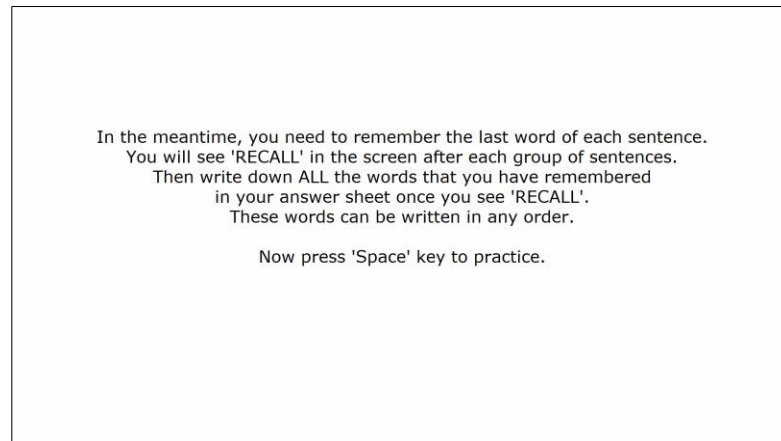 In the meantime, you need to remember the last word of each sentence.
You will see 'RECALL' in the screen after each group of sentences.
Then write down ALL the words that you have remembered
in your answer sheet once you see 'RECALL'.
These words can be written in any order.
Now press 'Space' key to practice.